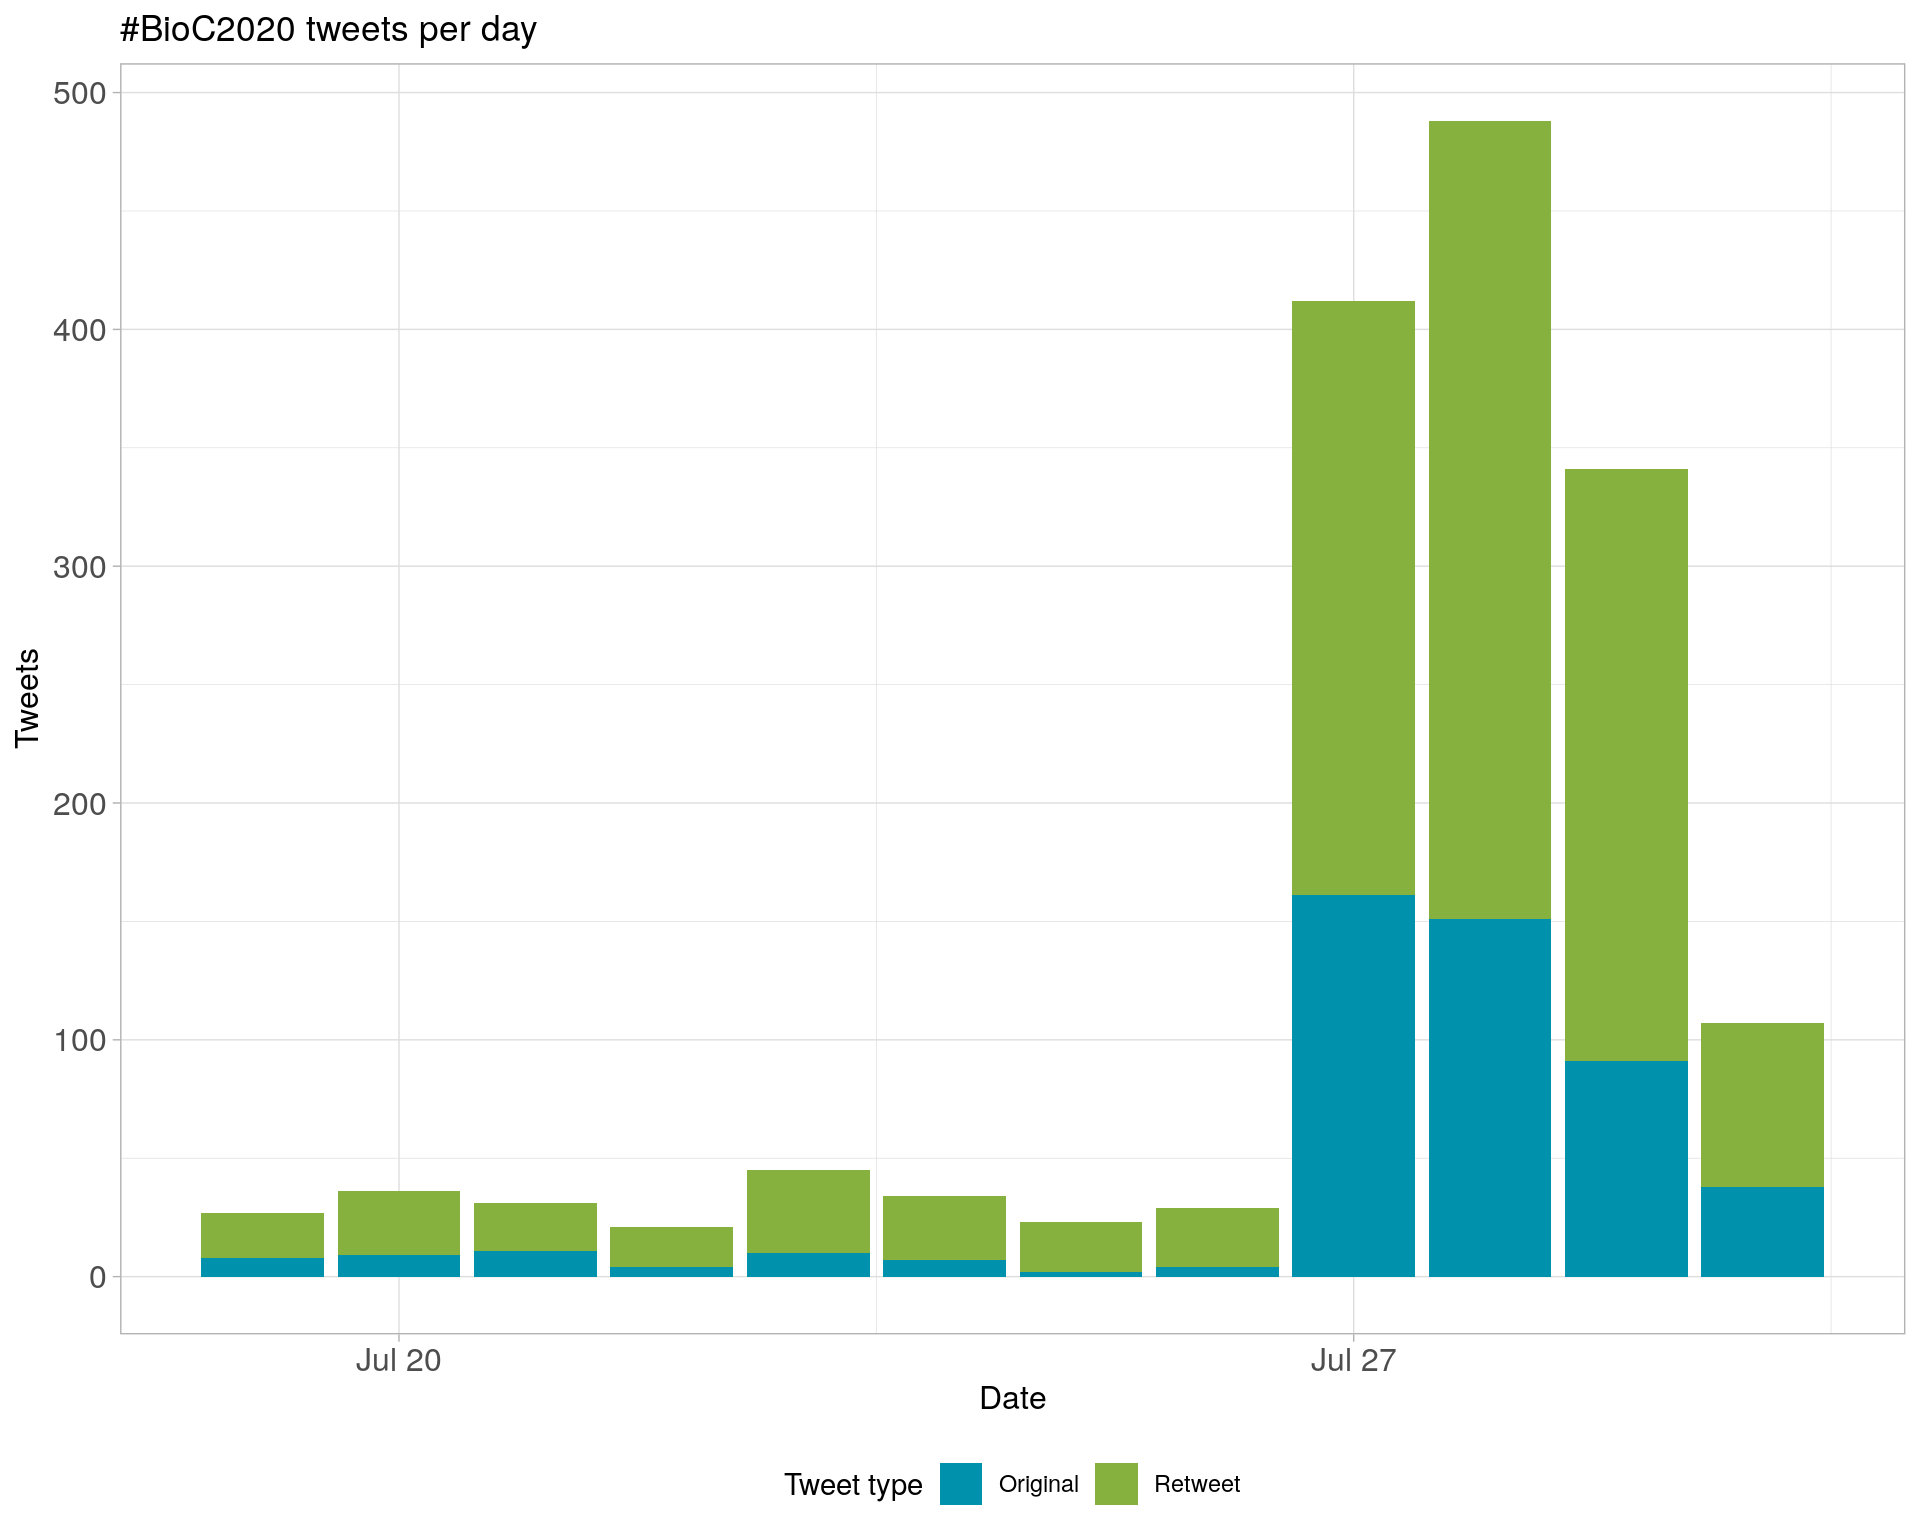 #BioC2020 tweets per day
500
400
300
200
100
0
Tweets
Jul 20 Jul 27
Date
Tweet type Original Retweet